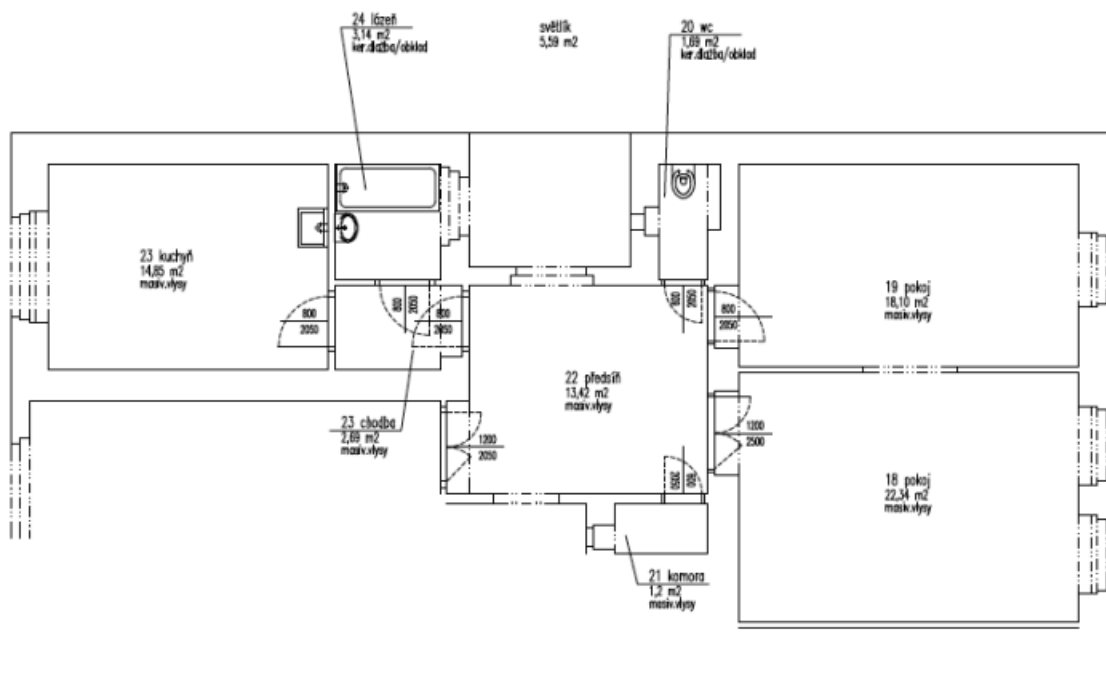 24 lázeň
3,14 m2
ker.dlažba/obklad
světlík
5,59 m2
20 wc
1,69 m2
ker.dlažba/obklad
23 kuchyň
14,85 m2
masiv.vlysy
19 pokoj
18,10 m2
masiv.vlysy
800
2050
800
2050
800
2050
800
2050
800
2050
22 předsíň
13,42 m2
masiv.vlysy
23 chodba
2,69 m2
masiv.vlysy
1200
2050
1200
2500
800
2050
18 pokoj
22,34 m2
masiv.vlysy
21 komora
1,2 m2
masiv.vlysy